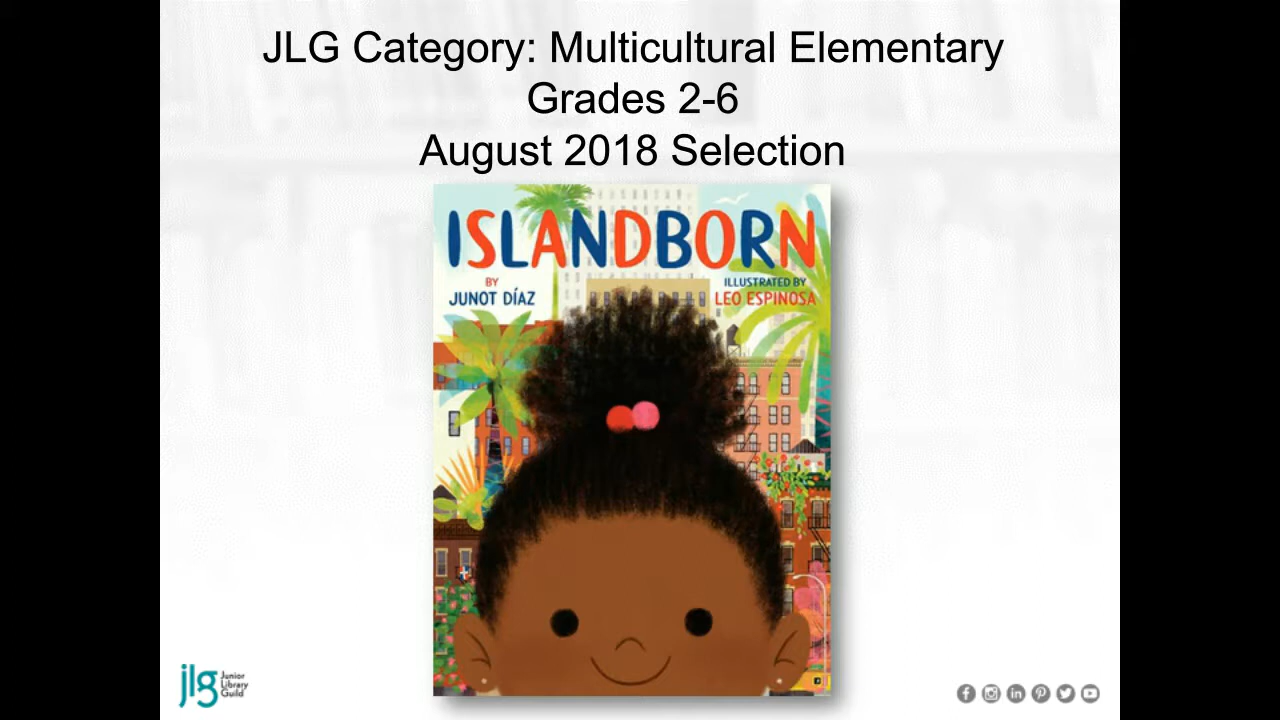 JLG Category: Multicultural Elementary
Grades 2-6
August 2018 Selection
ISLANDBORN
BY
JUNOT DÍAZ
ILLUSTRATED BY
LEO ESPINOSA
jlg
Junior
Library
Guild